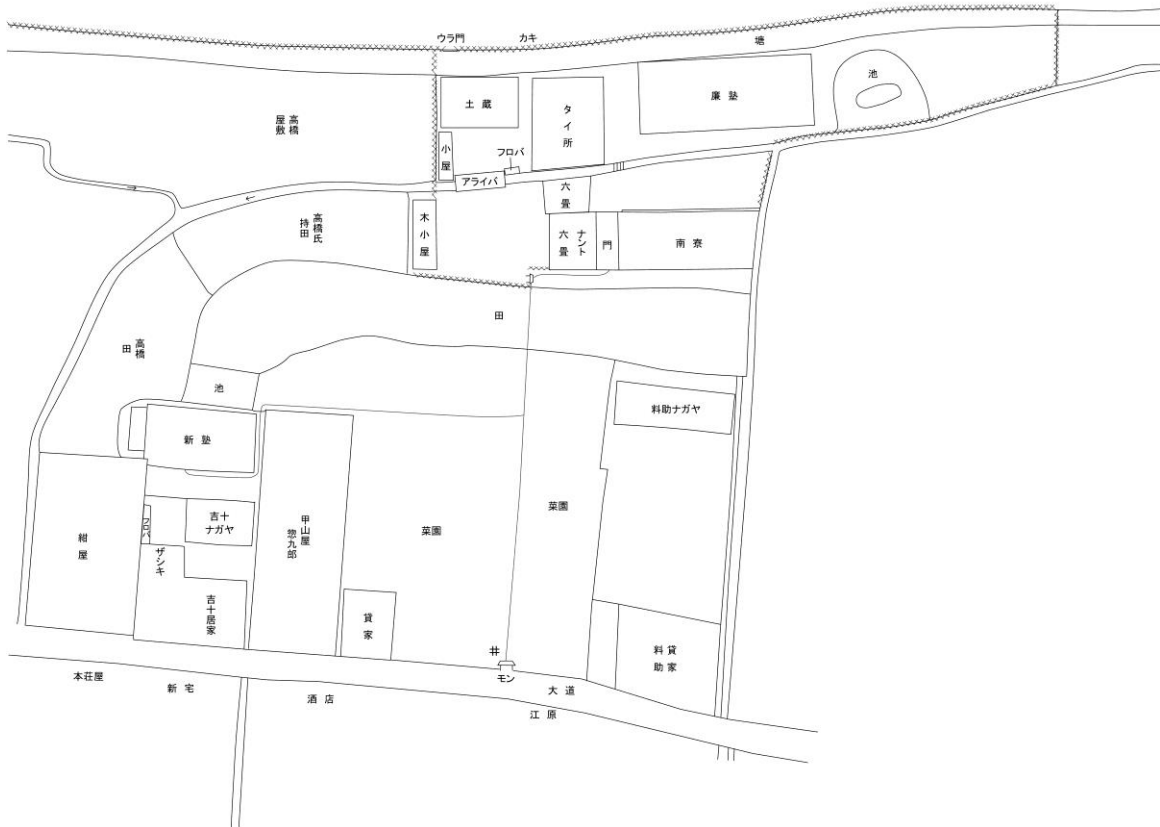 ウラ門
カキ
塘
土蔵
タイ所
廉塾
池
高橋
屋敷
小屋
フロバ
アライバ
六畳
高橋氏
持田
木小屋
ナント
六畳
門
南寮
田
高橋
田
池
料助ナガヤ
新塾
菜園
吉十
ナガヤ
甲山屋
惣九郎
菜園
紺屋
フロバ
ザシキ
吉十居家
貸家
貸家
料助
井
モン
大道
本荘屋
新宅
酒店
江原